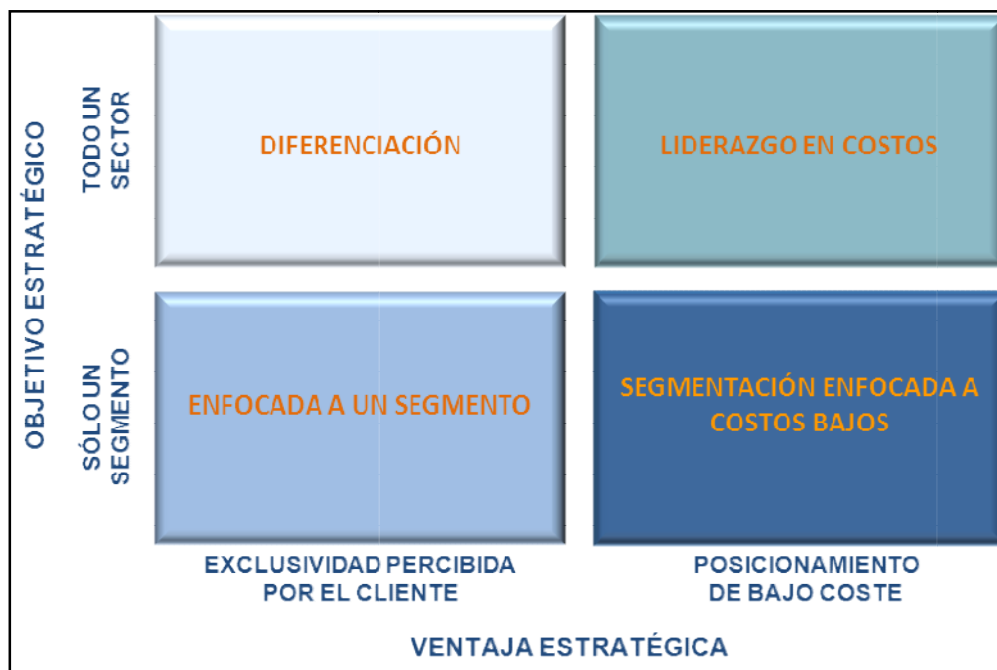 OBJETIVO ESTRATÉGICO
TODO UN
SECTOR
DIFERENCIACIÓN
LIDERAZGO EN COSTOS
SÓLO UN
SEGMENTO
ENFOCADA A UN SEGMENTO
SEGMENTACIÓN ENFOCADA A
COSTOS BAJOS
EXCLUSIVIDAD PERCIBIDA
POR EL CLIENTE
POSICIONAMIENTO
DE BAJO COSTE
VENTAJA ESTRATÉGICA